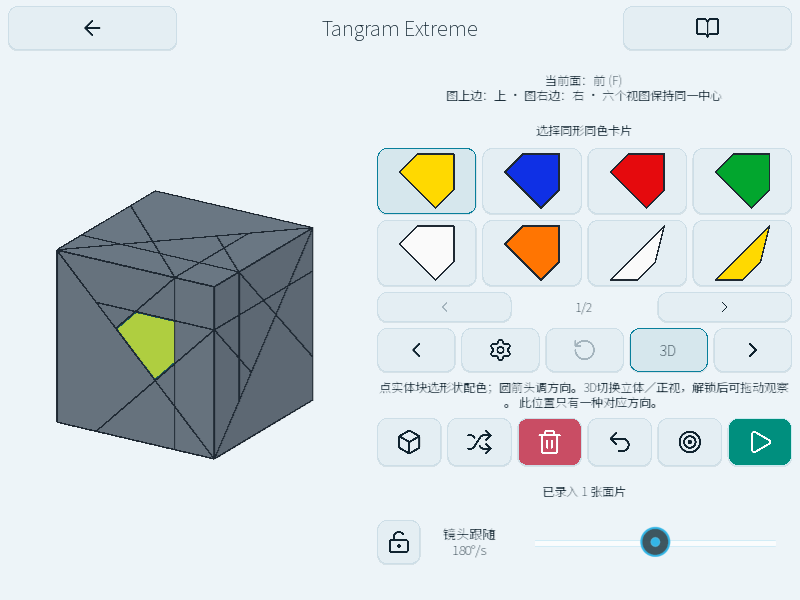 Tangram Extreme
当前面：前 (F)
图上边：上 · 图右边：右 · 六个视图保持同一中心
选择同形同色卡片
1/2
3D
点实体块选形状配色；圆箭头调方向。3D切换立体／正视，解锁后可拖动观察
。此位置只有一种对应方向。
已录入 1 张面片
镜头跟随
180°/s